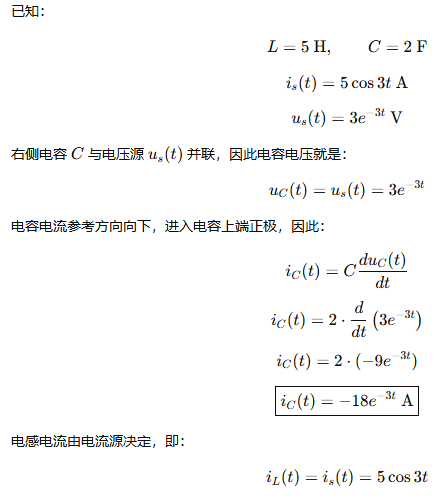 已知：
L = 5 H,  C = 2 F
i_s(t) = 5 cos 3t A
u_s(t) = 3e^{-3t} V
右侧电容 C 与电压源 u_s(t) 并联，因此电容电压就是：
u_C(t) = u_s(t) = 3e^{-3t}
电容电流参考方向向下，进入电容上端正极，因此：
i_C(t) = C \frac{du_C(t)}{dt}
i_C(t) = 2 · \frac{d}{dt} (3e^{-3t})
i_C(t) = 2 · (−9e^{-3t})
i_C(t) = −18e^{-3t} A
电感电流由电流源决定，即：
i_L(t) = i_s(t) = 5 cos 3t